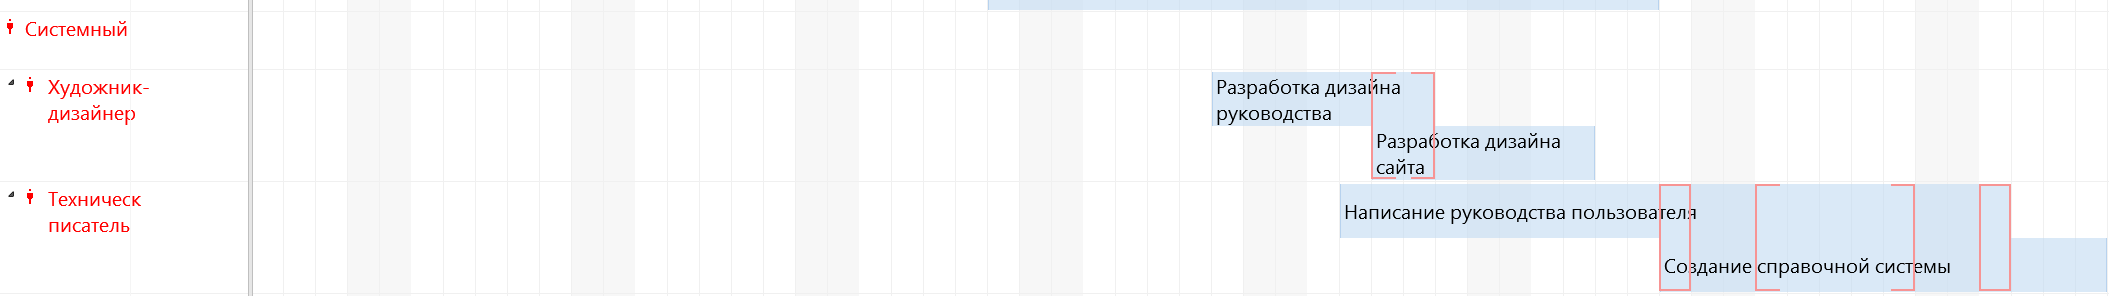 Системный
Художник-
дизайнер
Разработка дизайна
руководства
Разработка дизайна
сайта
Техническ
писатель
Написание руководства пользователя
Создание справочной системы